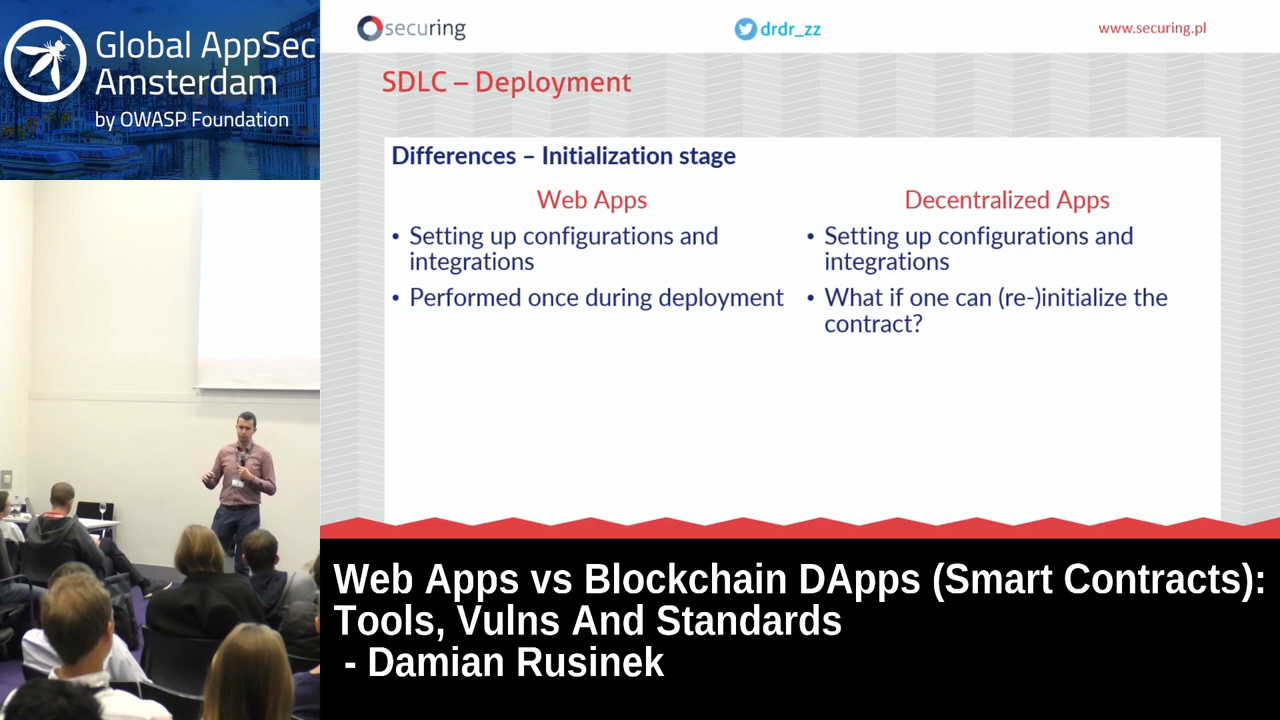 Global AppSec
Amsterdam
by OWASP Foundation
securing
drdr_zz
www.securing.pl
SDLC – Deployment
Differences – Initialization stage
Web Apps
• Setting up configurations and
integrations
• Performed once during deployment
Decentralized Apps
• Setting up configurations and
integrations
• What if one can (re-)initialize the
contract?
Web Apps vs Blockchain DApps (Smart Contracts):
Tools, Vulns And Standards
- Damian Rusinek